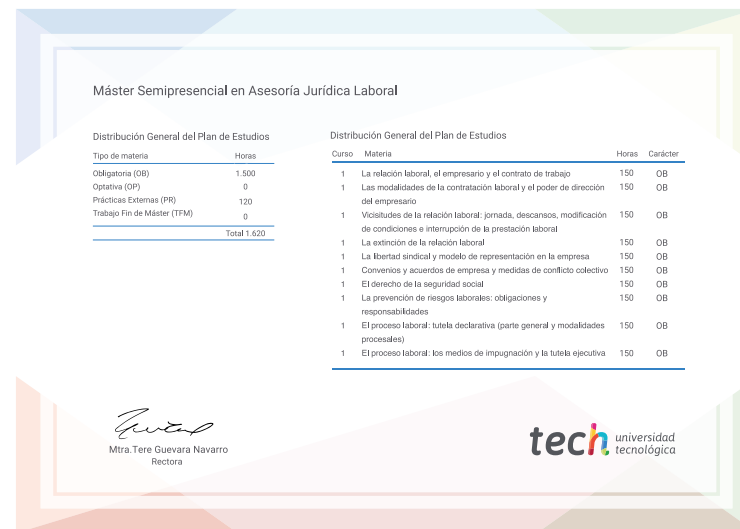 Máster Semipresencial en Asesoría Jurídica Laboral
Distribución General del Plan de Estudios
Tipo de materia Horas
Obligatoria (OB) 1.500
Optativa (OP) 0
Prácticas Externas (PR) 120
Trabajo Fin de Máster (TFM) 0
Total 1.620
Distribución General del Plan de Estudios
Curso Materia Horas Carácter
1 La relación laboral, el empresario y el contrato de trabajo 150 OB
1 Las modalidades de la contratación laboral y el poder de dirección 150 OB
del empresario
1 Vicisitudes de la relación laboral: jornada, descansos, modificación 150 OB
de condiciones e interrupción de la prestación laboral
1 La extinción de la relación laboral 150 OB
1 La libertad sindical y modelo de representación en la empresa 150 OB
1 Convenios y acuerdos de empresa y medidas de conflicto colectivo 150 OB
1 El derecho de la seguridad social 150 OB
1 La prevención de riesgos laborales: obligaciones y 150 OB
responsabilidades
1 El proceso laboral: tutela declarativa (parte general y modalidades 150 OB
procesales)
1 El proceso laboral: los medios de impugnación y la tutela ejecutiva 150 OB
Mtra.Tere Guevara Navarro
Rectora
tech universidad
tecnológica